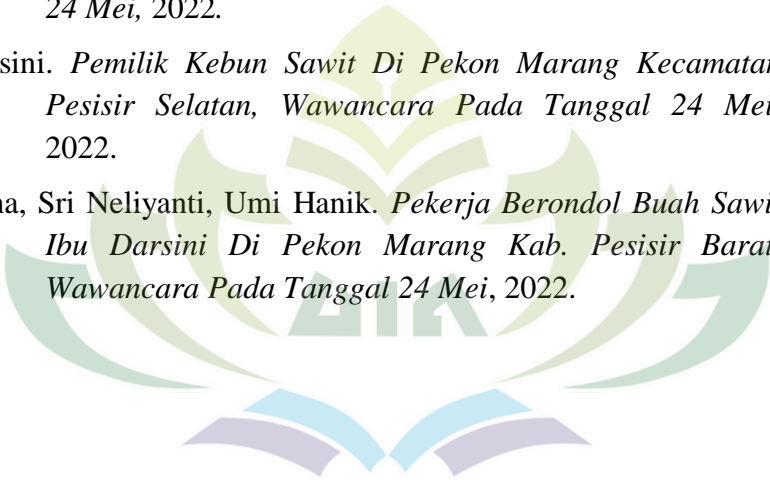 24 Mei, 2022.
sini. Pemilik Kebun Sawit Di Pekon Marang Kecamatan
Pesisir Selatan, Wawancara Pada Tanggal 24 Mei
2022.
na, Sri Neliyanti, Umi Hanik. Pekerja Berondol Buah Sawi
Ibu Darsini Di Pekon Marang Kab. Pesisir Barat
Wawancara Pada Tanggal 24 Mei, 2022.